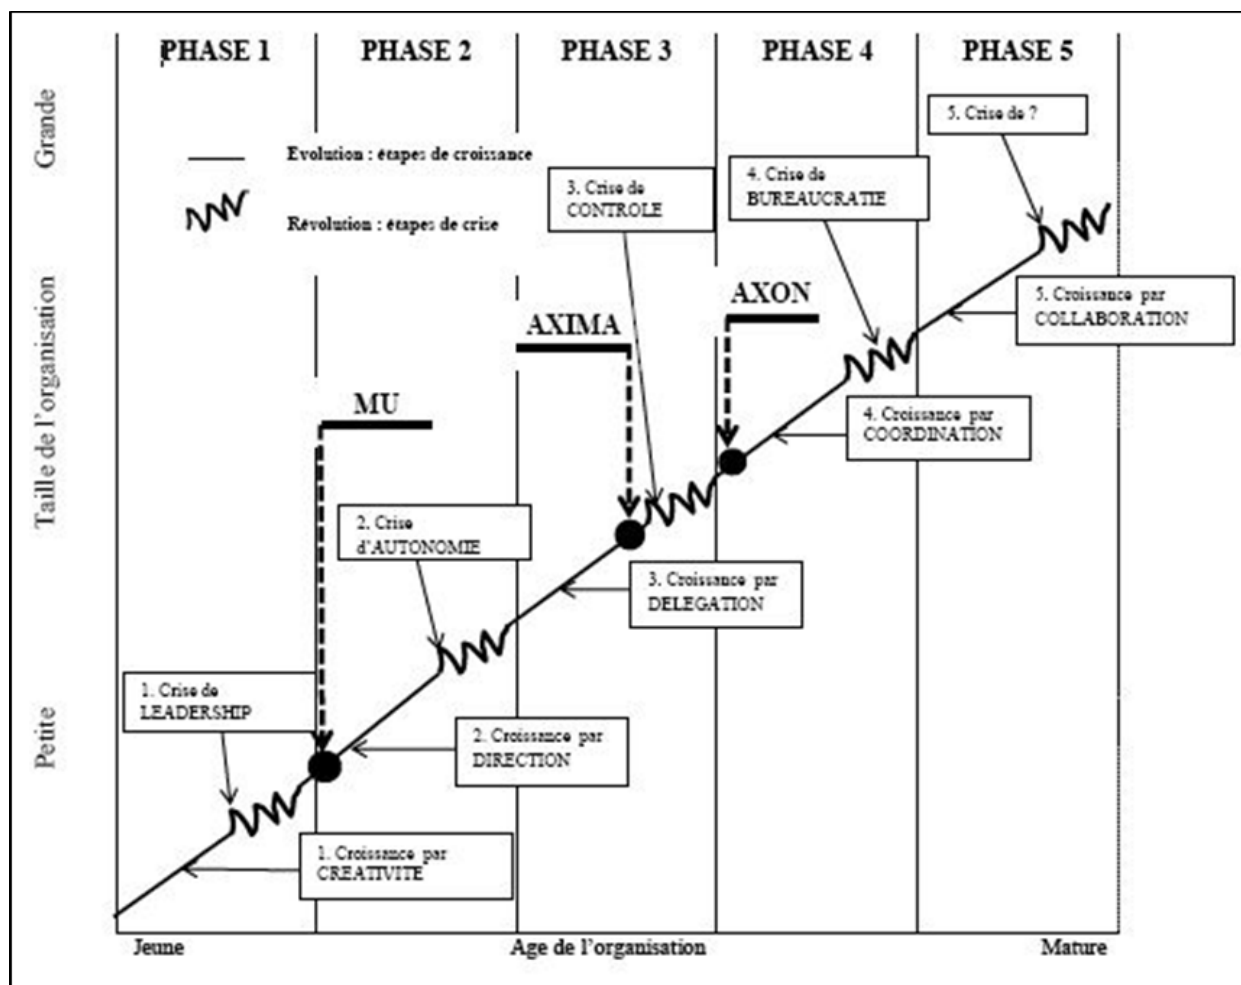 PHASE 1
PHASE 2
PHASE 3
PHASE 4
PHASE 5
Grande
Taille de l'organisation
Petite
Evolution : étapes de croissance
Révolution : étapes de crise
5. Crise de ?
4. Crise de
BUREAUCRATIE
3. Crise de
CONTROLE
AXON
AXIMA
MU
5. Croissance par
COLLABORATION
4. Croissance par
COORDINATION
2. Crise
d'AUTONOMIE
3. Croissance par
DELEGATION
1. Crise de
LEADERSHIP
2. Croissance par
DIRECTION
1. Croissance par
CREATIVITE
Jeune
Age de l'organisation
Mature